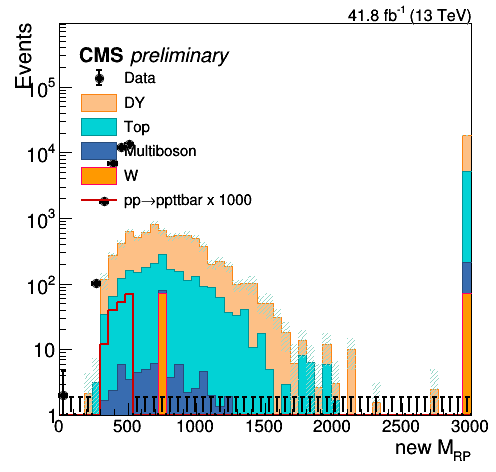 41.8 fb⁻¹ (13 TeV)
Events
CMS preliminary
Data
DY
Top
Multiboson
W
pp→ppttbar x 1000
10⁵
10⁴
10³
10²
10
1
0 500 1000 1500 2000 2500 3000
new M_RP